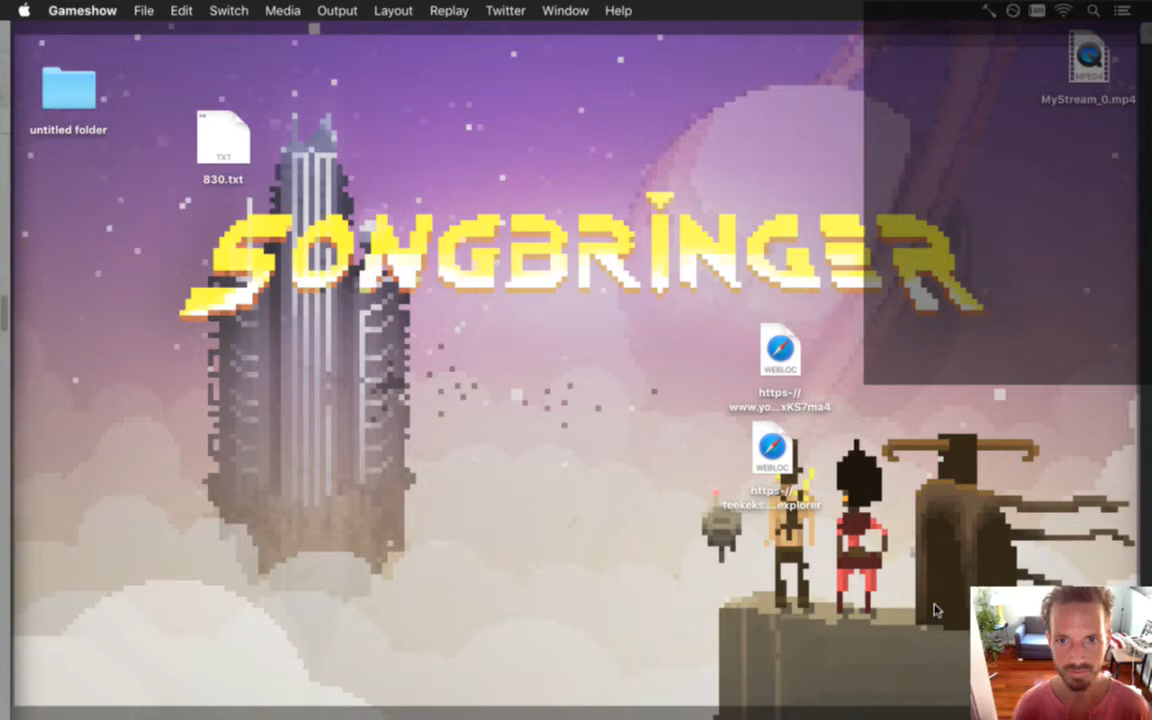 Gameshow File Edit Switch Media Output Layout Replay Twitter Window Help
MPEG4
MyStream_0.mp4
untitled folder
TXT
830.txt
SONGBRINGER
WEBLOC
https-//
www.yo...xKS7ma4
WEBLOC
https-//
teekeks....explorer